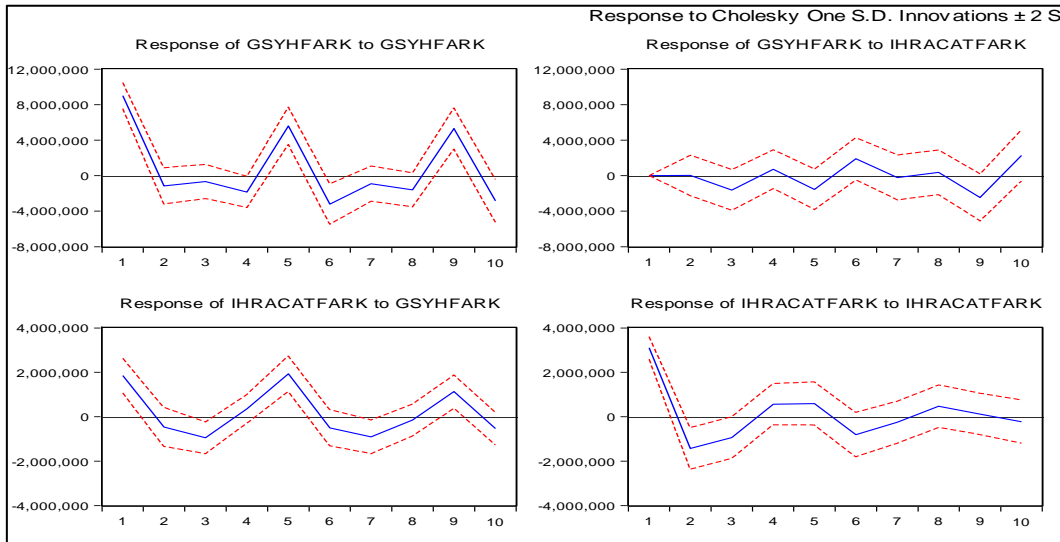 Response to Cholesky One S.D. Innovations ± 2 S
Response of GSYHFARK to GSYHFARK
12,000,000
8,000,000
4,000,000
0
-4,000,000
-8,000,000
1 2 3 4 5 6 7 8 9 10
Response of GSYHFARK to IHRACATFARK
12,000,000
8,000,000
4,000,000
0
-4,000,000
-8,000,000
1 2 3 4 5 6 7 8 9 10
Response of IHRACATFARK to GSYHFARK
4,000,000
2,000,000
0
-2,000,000
-4,000,000
1 2 3 4 5 6 7 8 9 10
Response of IHRACATFARK to IHRACATFARK
4,000,000
2,000,000
0
-2,000,000
-4,000,000
1 2 3 4 5 6 7 8 9 10